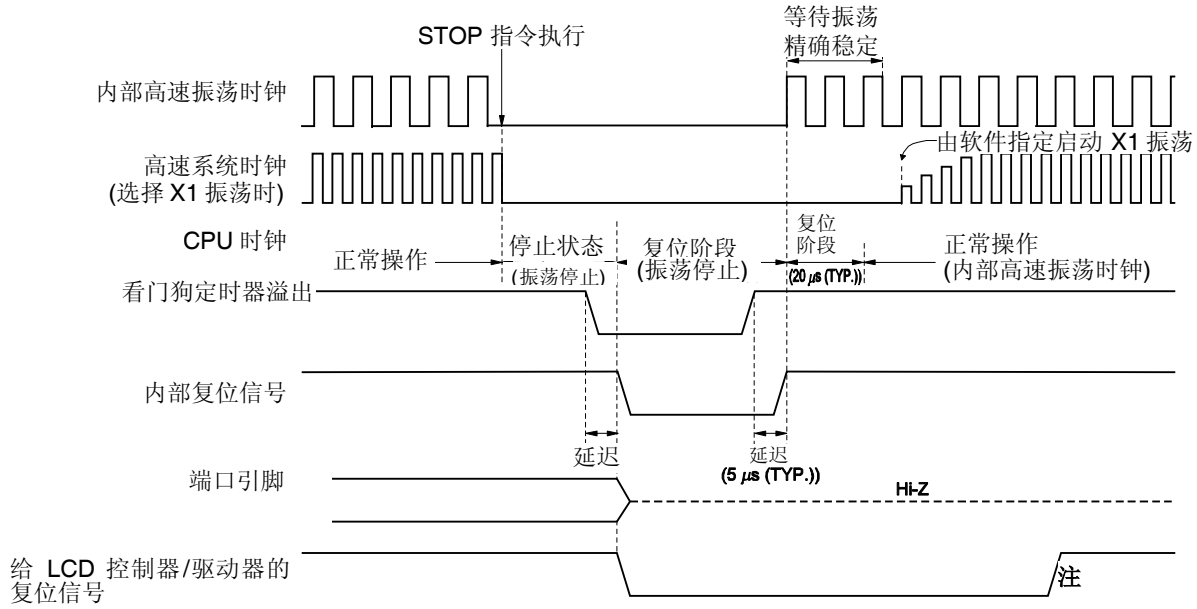 等待振荡
精确稳定
STOP 指令执行
内部高速振荡时钟
由软件指定启动 X1 振荡
高速系统时钟
(选择 X1 振荡时)
CPU 时钟
正常操作
停止状态
(振荡停止)
复位阶段
(振荡停止)
复位
阶段
(20 μs (TYP.))
正常操作
(内部高速振荡时钟)
看门狗定时器溢出
内部复位信号
延迟
延迟
(5 μs (TYP.))
端口引脚
Hi-Z
给 LCD 控制器/驱动器的
复位信号
注